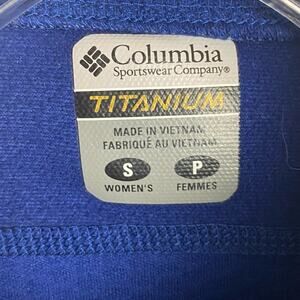 Columbia
Sportswear Company®
TITANIUM
MADE IN VIETNAM
FABRIQUÉ AU VIETNAM
S P
WOMEN'S FEMMES